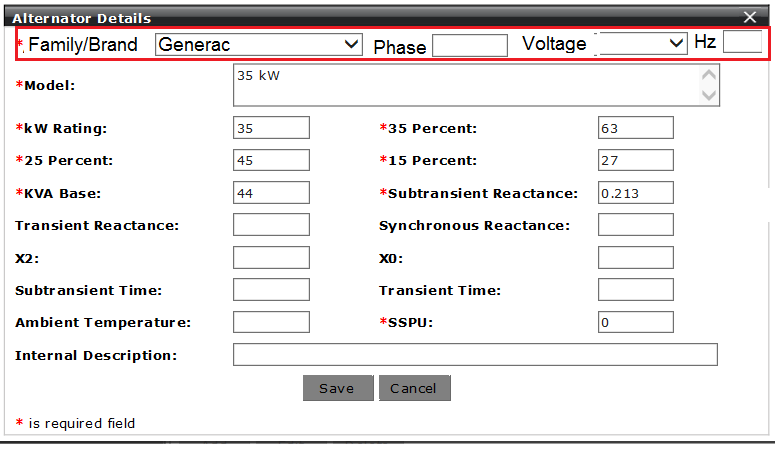 Alternator Details
* Family/Brand Generac Phase Voltage Hz
*Model: 35 kW
*kW Rating: 35 *35 Percent: 63
*25 Percent: 45 *15 Percent: 27
*KVA Base: 44 *Subtransient Reactance: 0.213
Transient Reactance: Synchronous Reactance:
X2: X0:
Subtransient Time: Transient Time:
Ambient Temperature: *SSPU: 0
Internal Description:
Save Cancel
* is required field